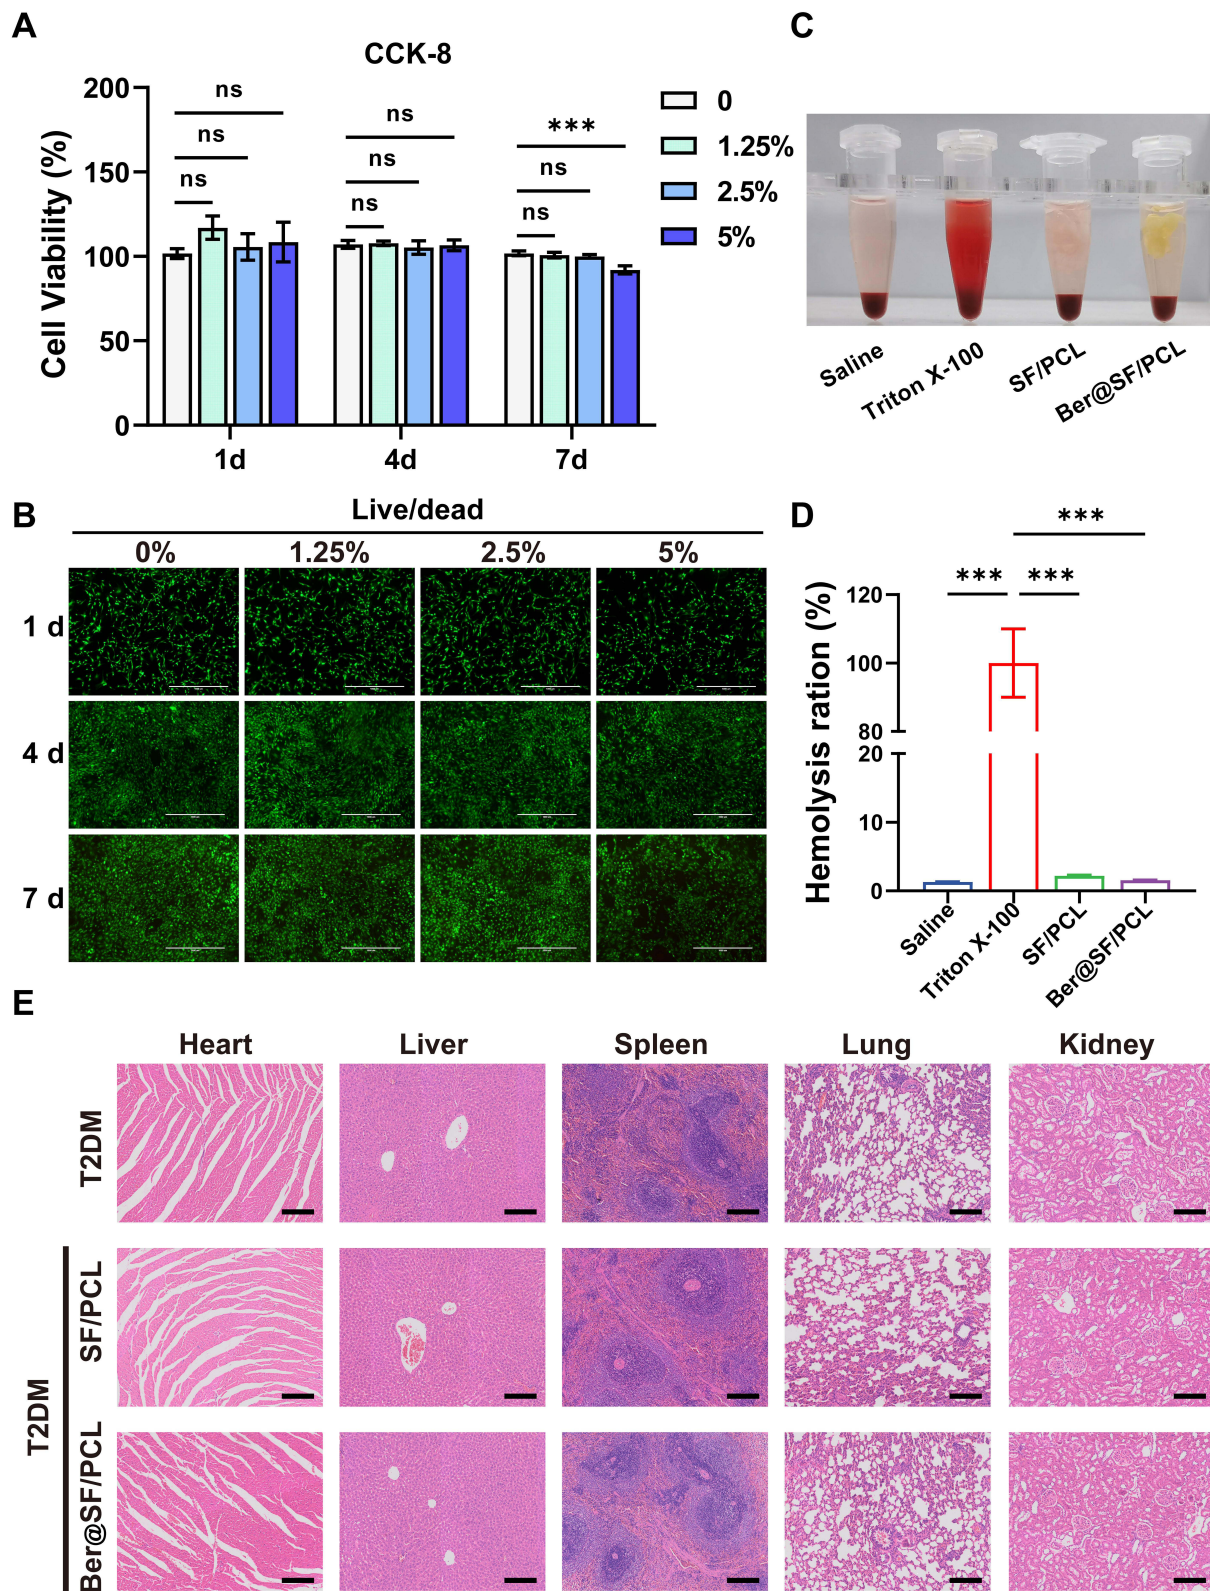 A
CCK-8
Cell Viability (%)
200
150
100
50
0
ns
ns
ns
ns
ns
ns
***
ns
ns
1d
4d
7d
0
1.25%
2.5%
5%
C
Saline
Triton X-100
SF/PCL
Ber@SF/PCL
B
Live/dead
0%
1.25%
2.5%
5%
1 d
4 d
7 d
D
Hemolysis ration (%)
120
100
80
20
10
0
***
***
***
Saline
Triton X-100
SF/PCL
Ber@SF/PCL
E
Heart
Liver
Spleen
Lung
Kidney
T2DM
T2DM
SF/PCL
Ber@SF/PCL